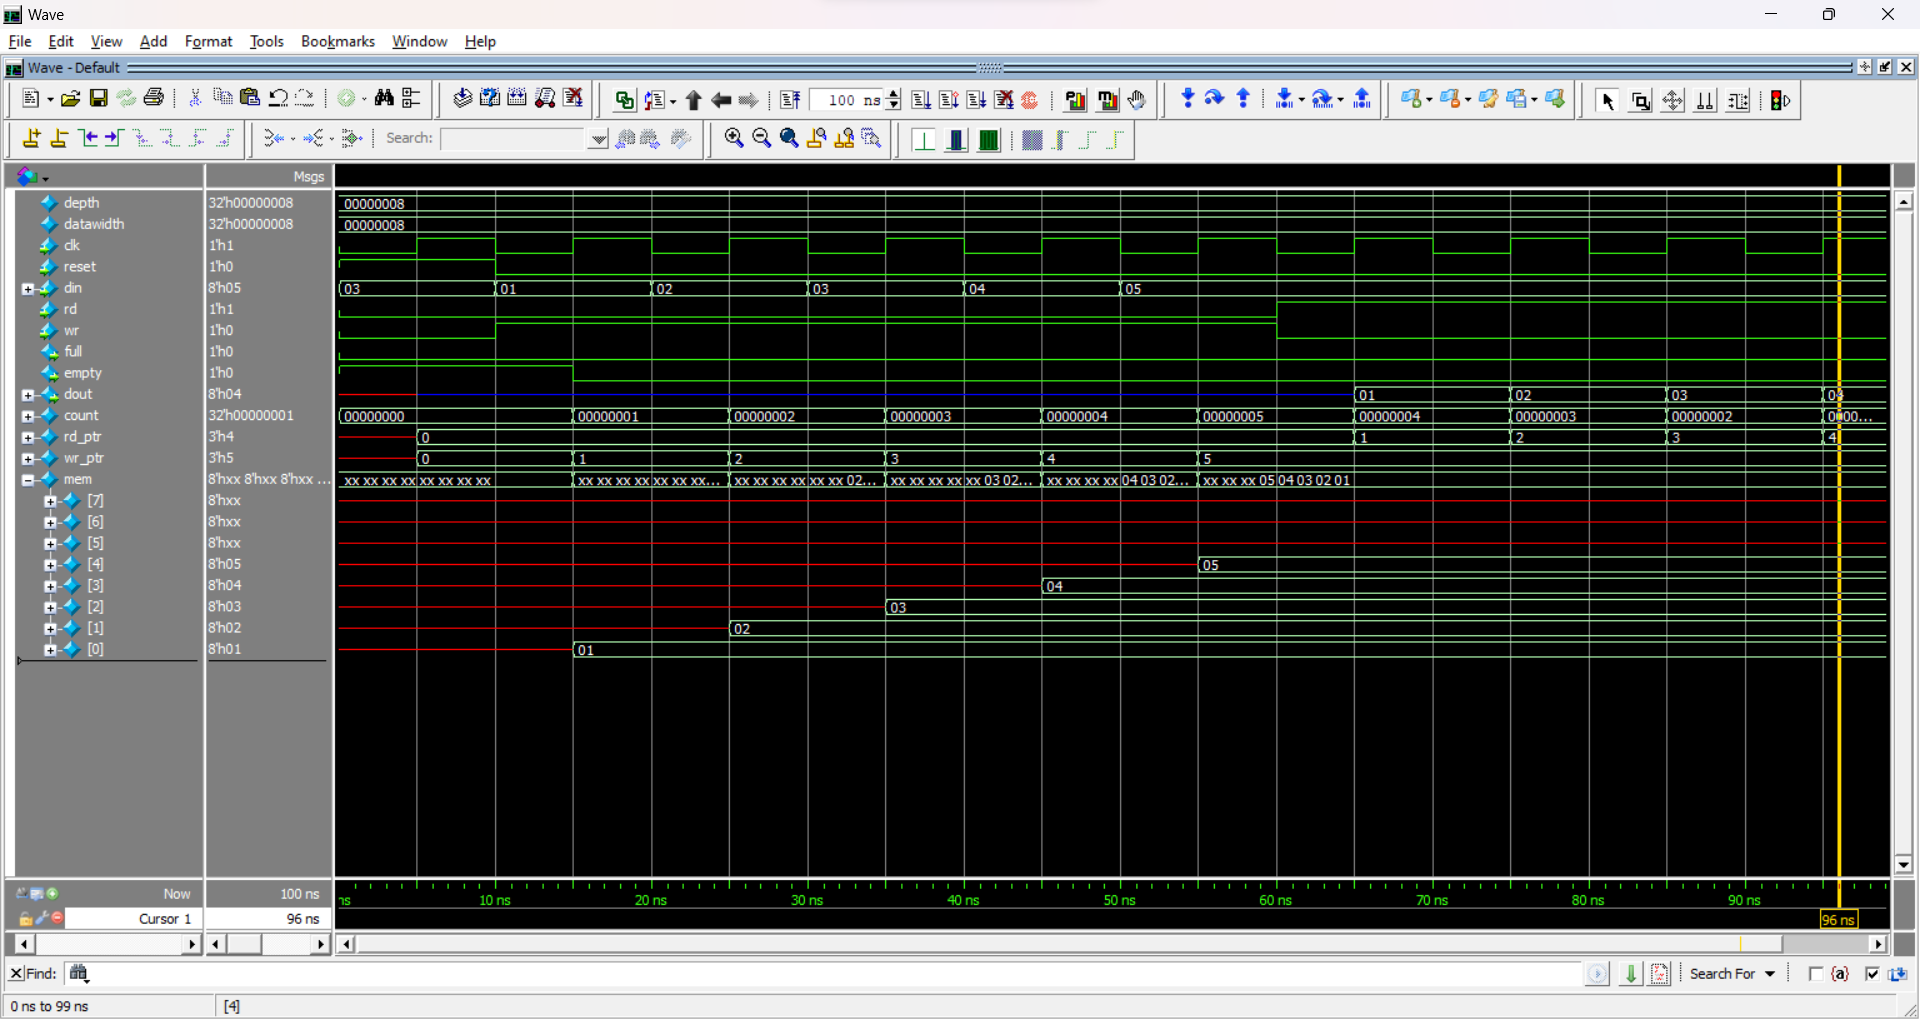 Wave
File Edit View Add Format Tools Bookmarks Window Help
Wave - Default
100 ns
Search:
Msgs
depth 32'h00000008 00000008
datawidth 32'h00000008 00000008
clk 1'h1
reset 1'h0
din 8'h05 03 01 02 03 04 05
rd 1'h1
wr 1'h0
full 1'h0
empty 1'h0
dout 8'h04 01 02 03 04
count 32'h00000001 00000000 00000001 00000002 00000003 00000004 00000005 00000004 00000003 00000002 0000...
rd_ptr 3'h4 0 1 2 3 4
wr_ptr 3'h5 0 1 2 3 4 5
mem 8'hxx 8'hxx 8'hxx ... xx xx xx xx xx xx xx xx xx xx xx xx xx xx xx... xx xx xx xx xx xx 02... xx xx xx xx xx 03 02... xx xx xx xx 04 03 02... xx xx xx 05 04 03 02 01
[7] 8'hxx
[6] 8'hxx
[5] 8'hxx
[4] 8'h05 05
[3] 8'h04 04
[2] 8'h03 03
[1] 8'h02 02
[0] 8'h01 01
Now 100 ns
ns 10 ns 20 ns 30 ns 40 ns 50 ns 60 ns 70 ns 80 ns 90 ns
Cursor 1 96 ns 96 ns
Find: Search For {a}
0 ns to 99 ns [4]